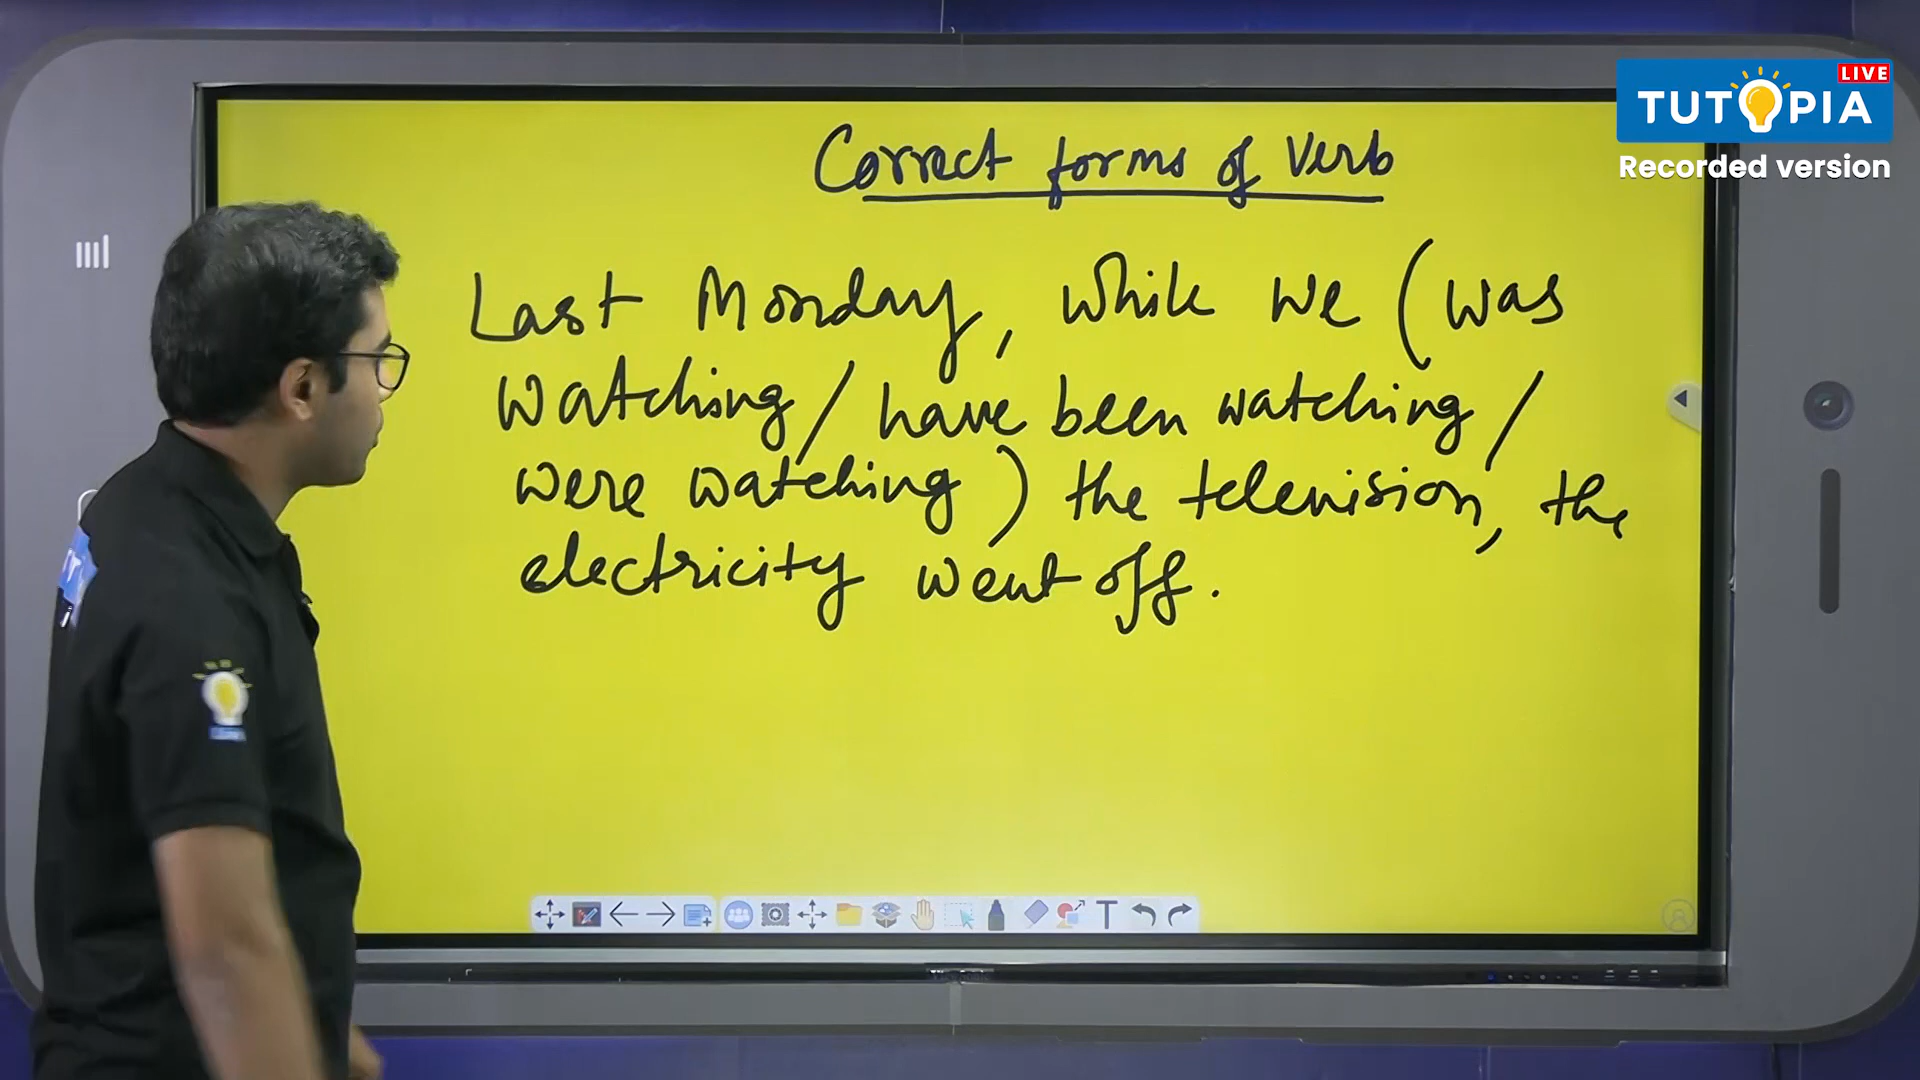 LIVE
TUTOPIA
Recorded version
Correct forms of Verb
Last Monday, while we (was
watching/ have been watching/
were watching) the television, the
electricity went off.